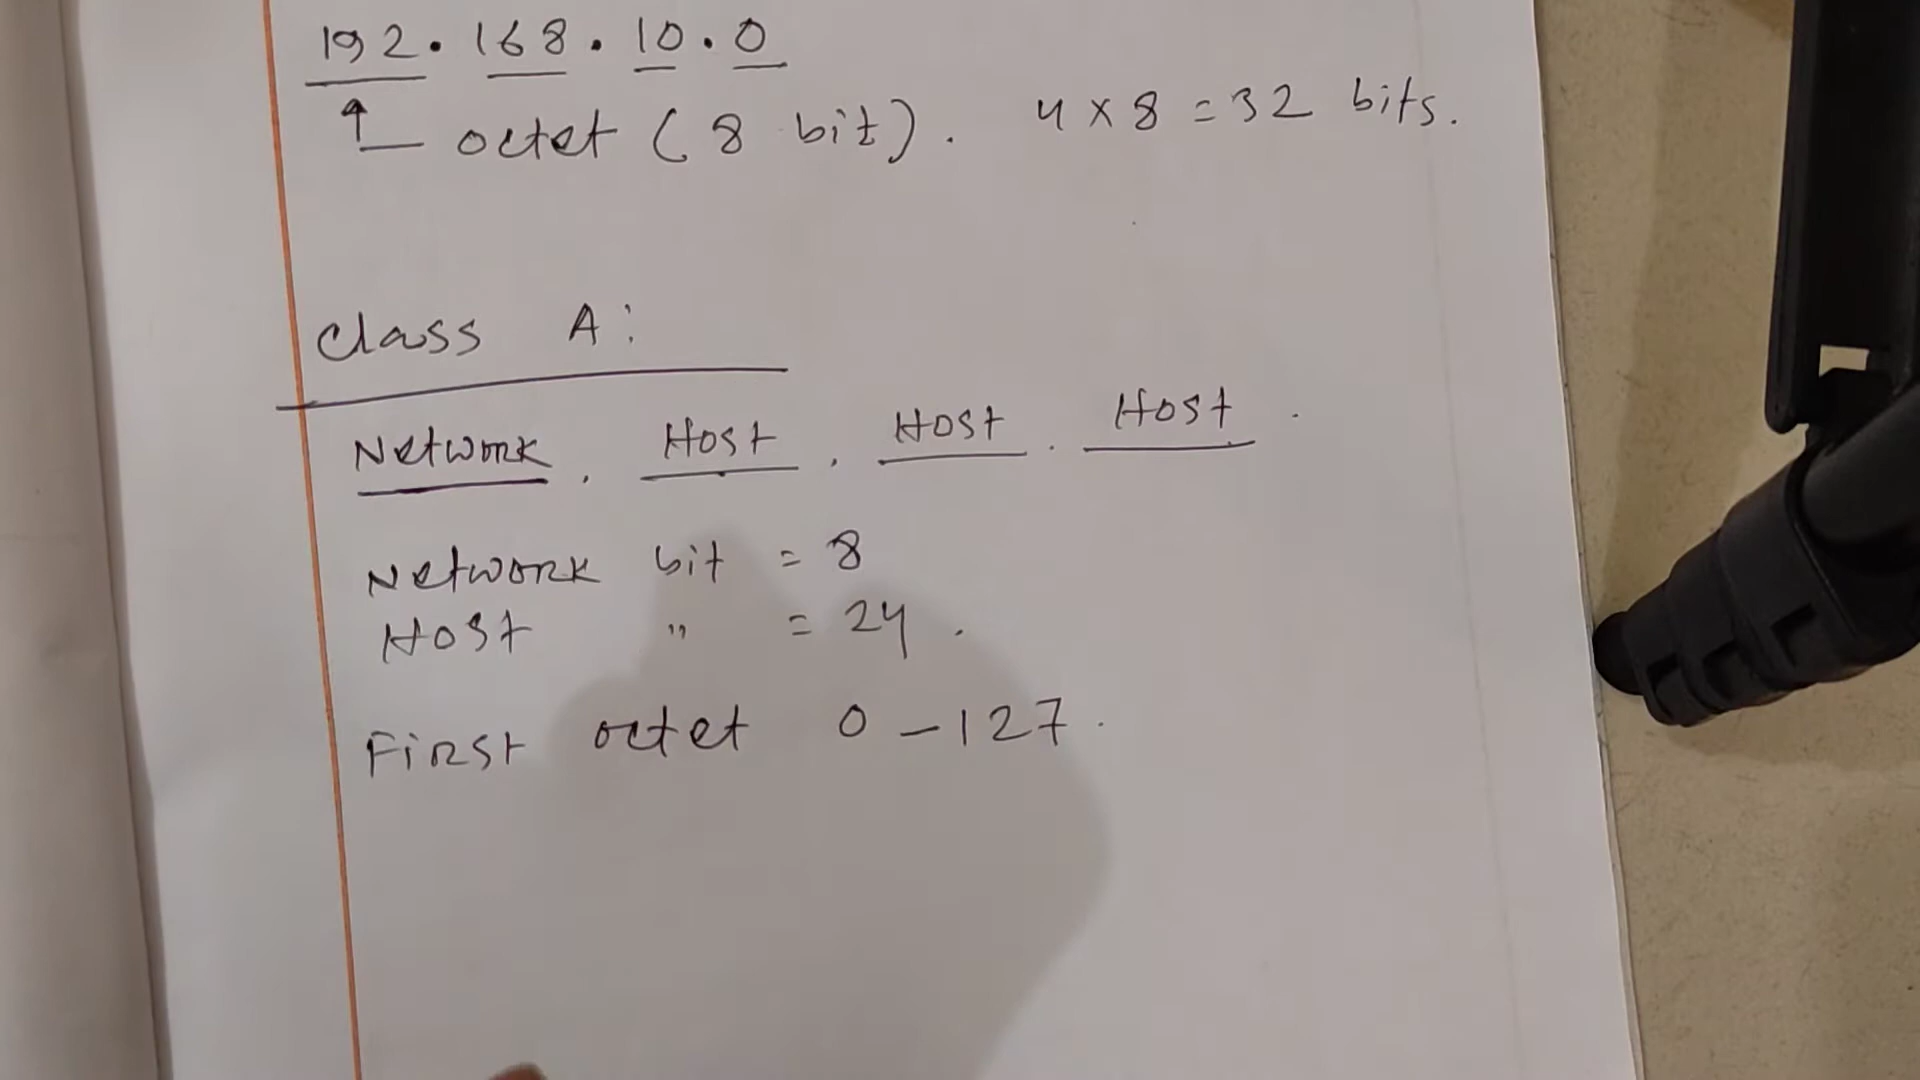 192.168.10.0
octet (8 bit). 4 x 8 = 32 bits.
Class A:
Network . Host . Host . Host .
Network bit = 8
Host " = 24 .
First octet 0 - 127 .